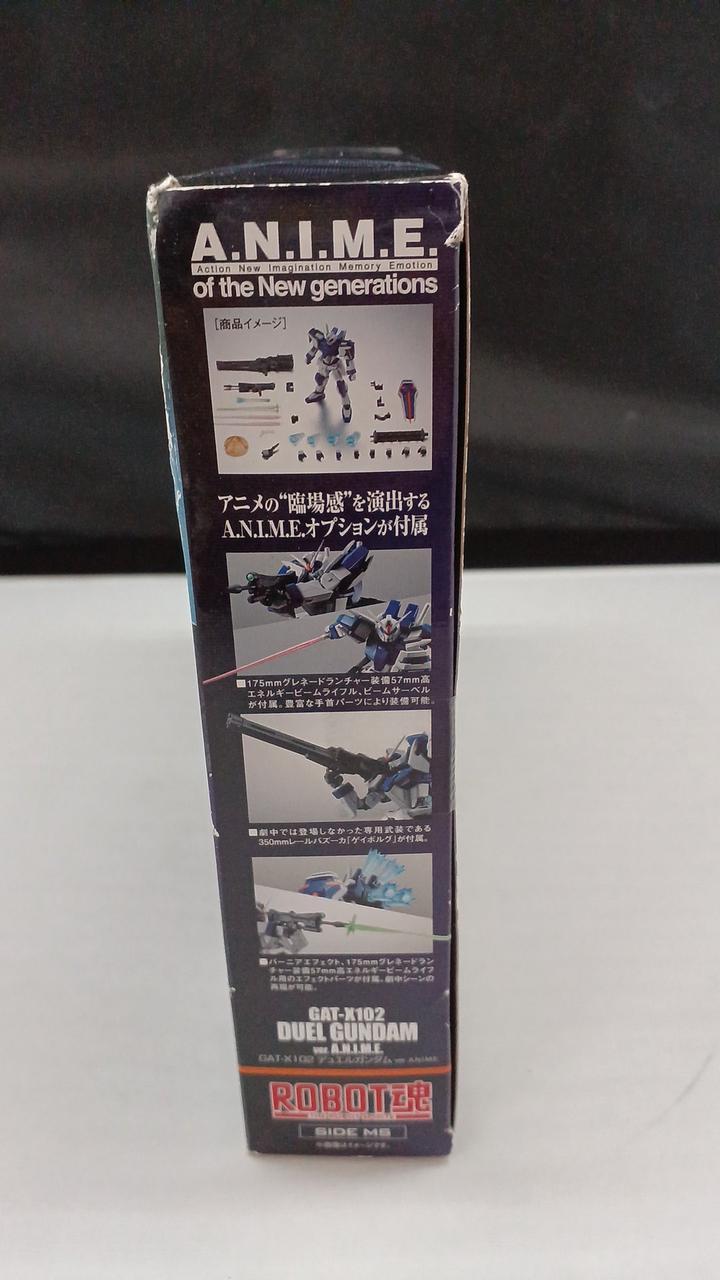 A.N.I.M.E.
Action New Imagination Memory Emotion
of the New generations
[商品イメージ]
アニメの“臨場感”を演出する
A.N.I.M.E.オプションが付属
■175mmグレネードランチャー装備57mm高
エネルギービームライフル、ビームサーベル
が付属。豊富な手首パーツにより装備可能。
■劇中では登場しなかった専用武装である
350mmレールバズーカ「ゲイボルグ」が付属。
■バーニアエフェクト、175mmグレネードラン
チャー装備57mm高エネルギービームライフ
ル用のエフェクトパーツが付属。劇中シーンの
再現が可能。
GAT-X102
DUEL GUNDAM
ver. A.N.I.M.E.
GAT-X102 デュエルガンダム ver. A.N.I.M.E.
ROBOT魂
SIDE MS
※画像はイメージです。